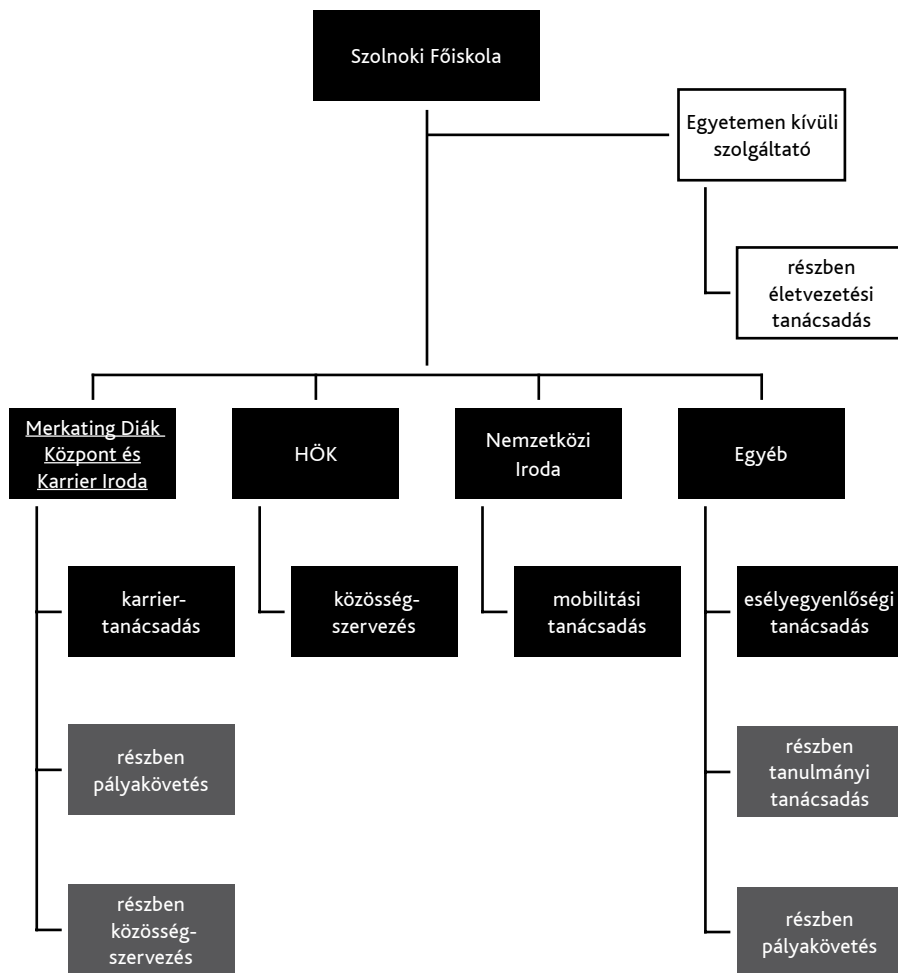 Szolnoki Főiskola
Egyetemen kívüli
szolgáltató
részben
életvezetési
tanácsadás
Merkating Diák
Központ és
Karrier Iroda
HÖK
Nemzetközi
Iroda
Egyéb
karrier-
tanácsadás
közösség-
szervezés
mobilitási
tanácsadás
esélyegyenlőségi
tanácsadás
részben
pályakövetés
részben
tanulmányi
tanácsadás
részben
közösség-
szervezés
részben
pályakövetés